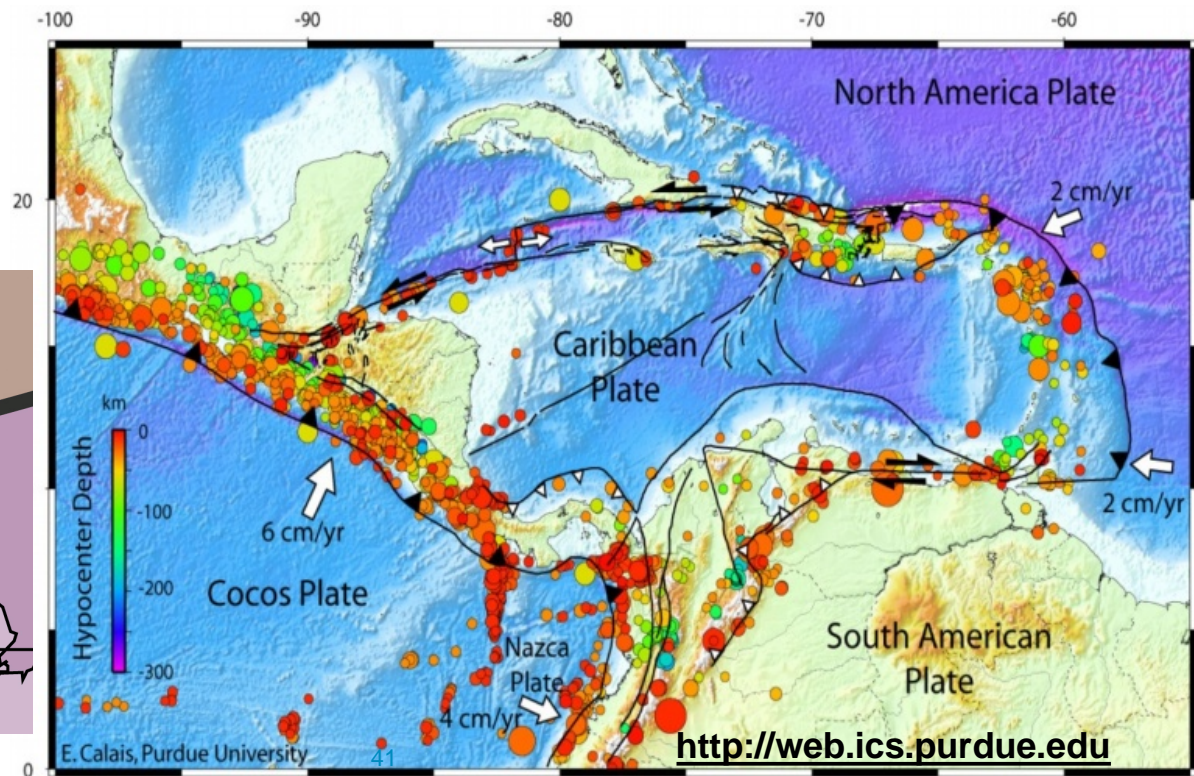 -100
-80
-70
-60
North America Plate
20
2 cm/yr
Caribbean
Plate
km
0
-100
-200
-300
Hypocenter Depth
6 cm/yr
2 cm/yr
Cocos Plate
Nazca
Plate
4 cm/yr
South American
Plate
E. Calais, Purdue University
41
http://web.ics.purdue.edu
0